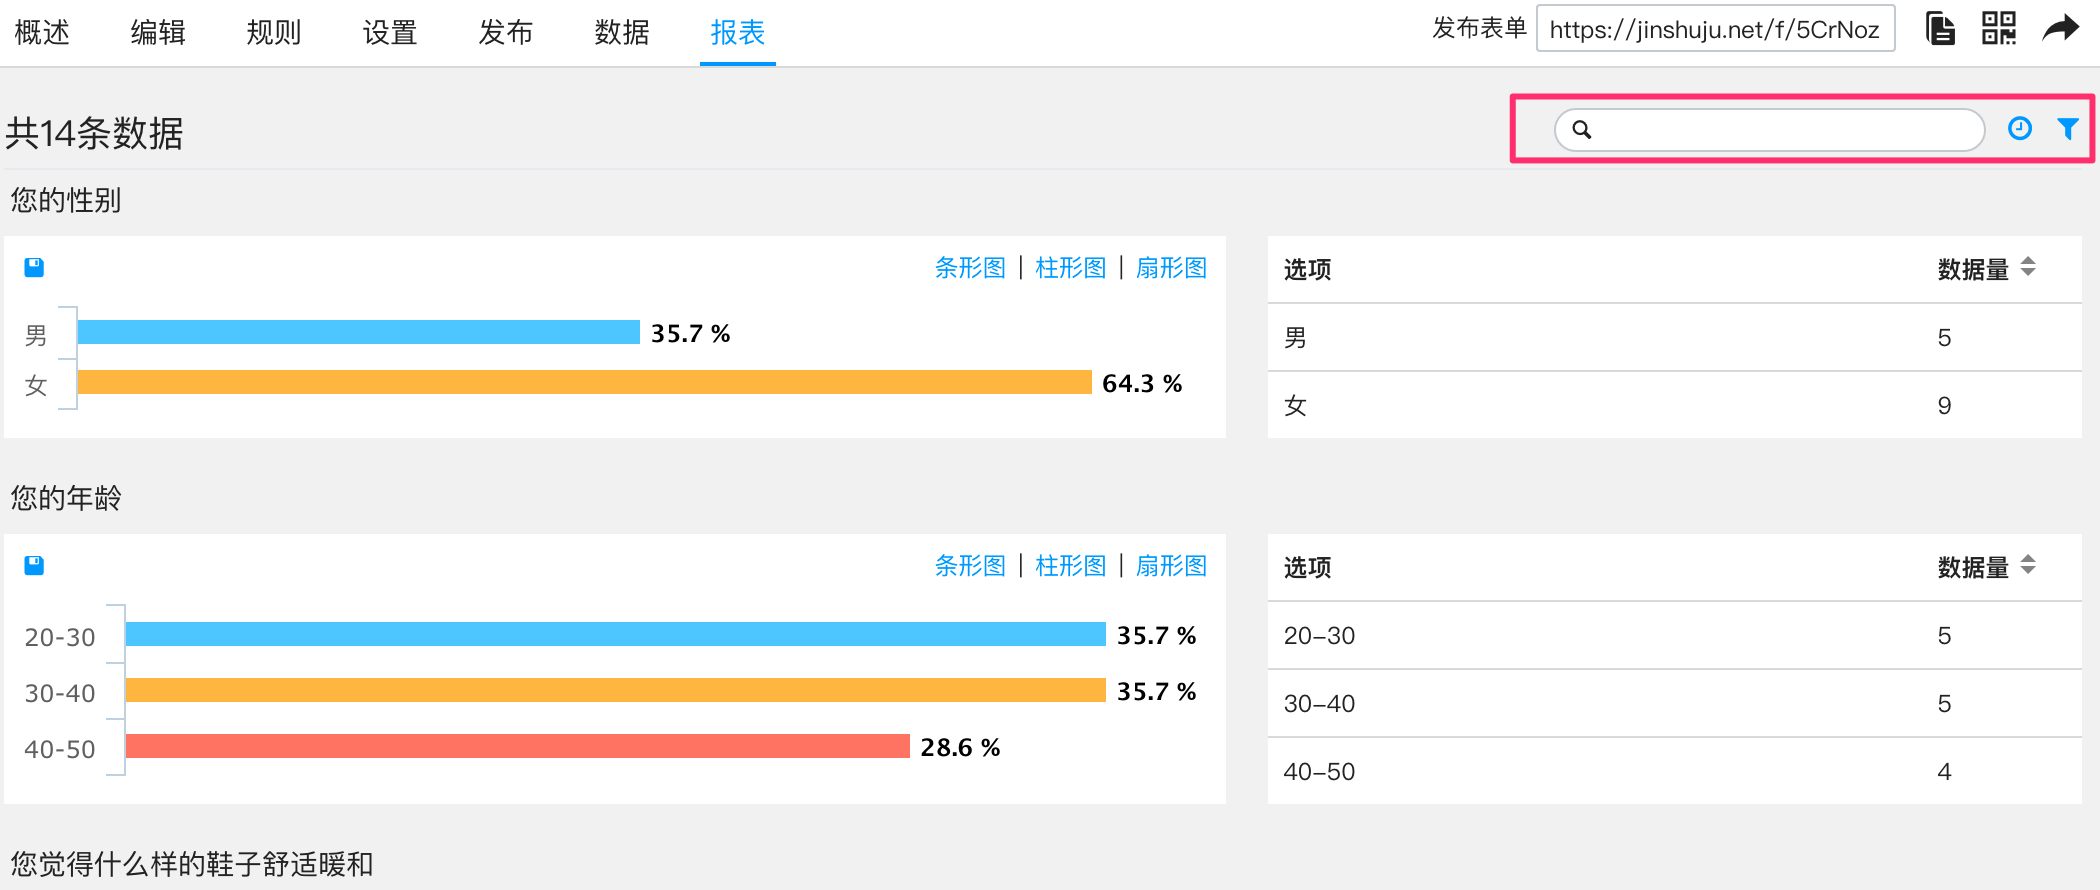 概述 编辑 规则 设置 发布 数据 报表 发布表单 https://jinshuju.net/f/5CrNoz
共14条数据
您的性别
条形图 | 柱形图 | 扇形图
男 35.7 %
女 64.3 %
选项 数据量
男 5
女 9
您的年龄
条形图 | 柱形图 | 扇形图
20-30 35.7 %
30-40 35.7 %
40-50 28.6 %
选项 数据量
20-30 5
30-40 5
40-50 4
您觉得什么样的鞋子舒适暖和